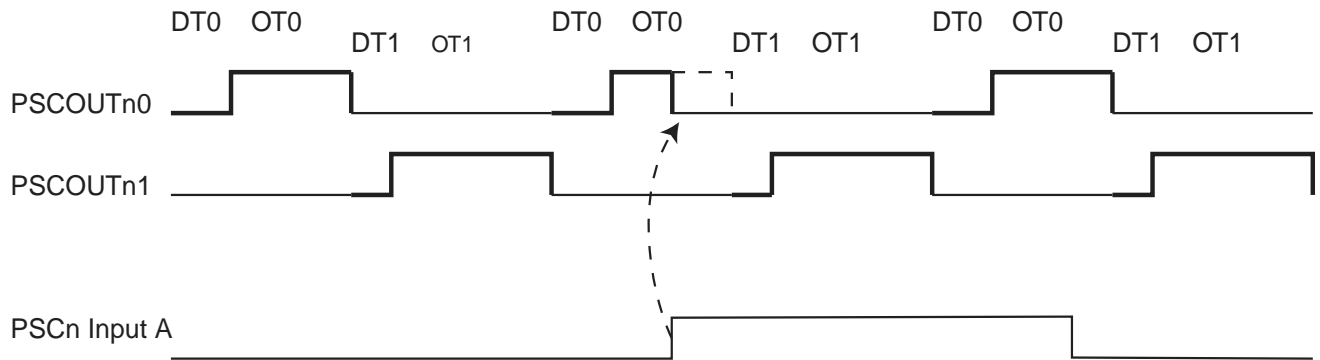 DT0 OT0 DT0 OT0 DT0 OT0
DT1 OT1 DT1 OT1 DT1 OT1
PSCOUTn0
PSCOUTn1
PSCn Input A